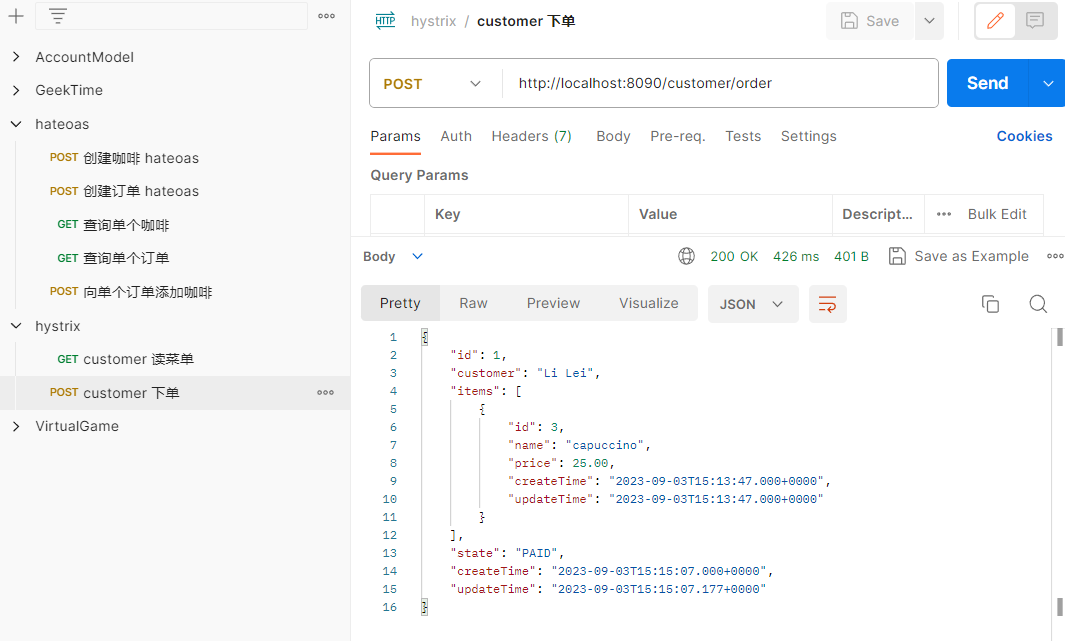 HTTP hystrix / customer 下单
Save
AccountModel
GeekTime
hateoas
POST 创建咖啡 hateoas
POST 创建订单 hateoas
GET 查询单个咖啡
GET 查询单个订单
POST 向单个订单添加咖啡
hystrix
GET customer 读菜单
POST customer 下单
VirtualGame
POST http://localhost:8090/customer/order Send
Params Auth Headers (7) Body Pre-req. Tests Settings Cookies
Query Params
Key Value Descript... Bulk Edit
Body 200 OK 426 ms 401 B Save as Example
Pretty Raw Preview Visualize JSON
1 {
2 "id": 1,
3 "customer": "Li Lei",
4 "items": [
5 {
6 "id": 3,
7 "name": "capuccino",
8 "price": 25.00,
9 "createTime": "2023-09-03T15:13:47.000+0000",
10 "updateTime": "2023-09-03T15:13:47.000+0000"
11 }
12 ],
13 "state": "PAID",
14 "createTime": "2023-09-03T15:15:07.000+0000",
15 "updateTime": "2023-09-03T15:15:07.177+0000"
16 }